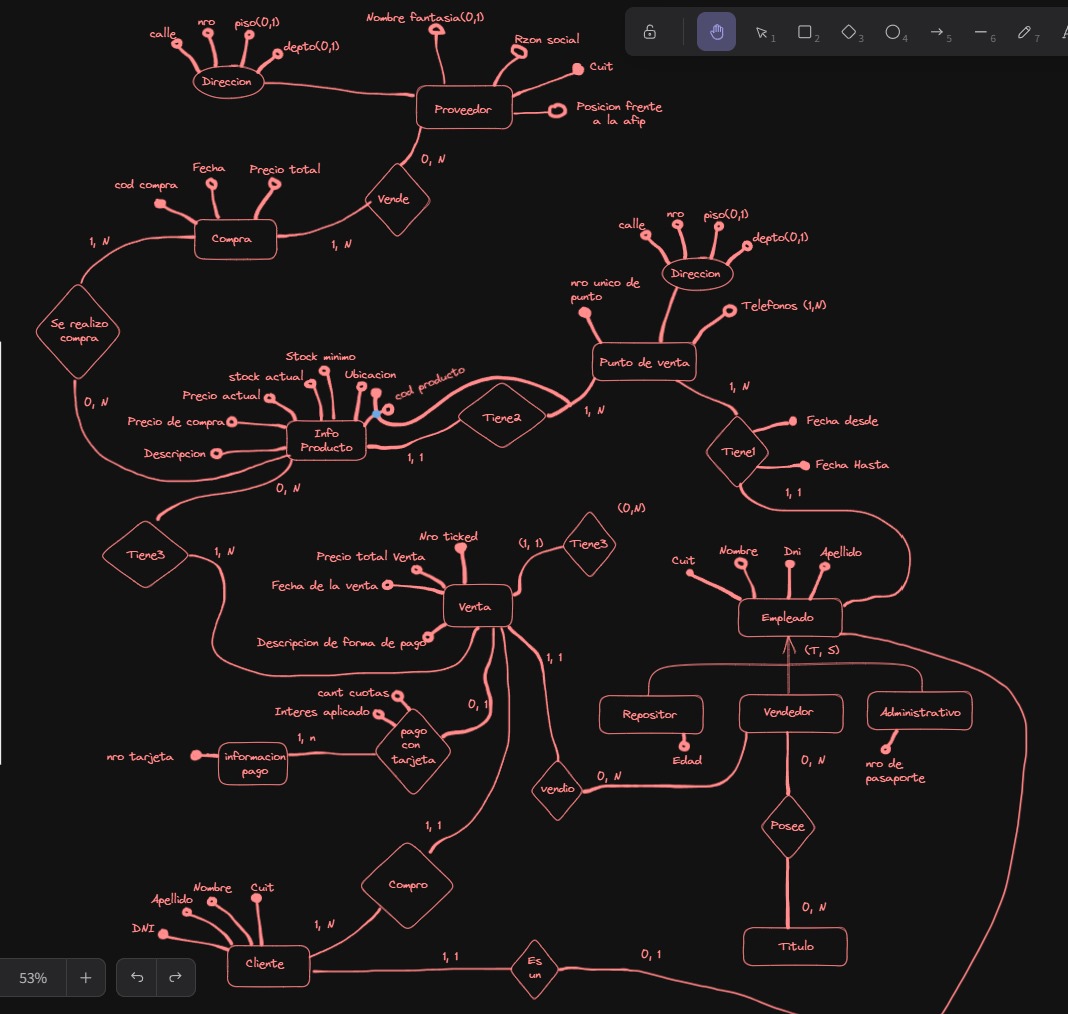 Nombre fantasia(0,1)
calle
nro
piso(0,1)
depto(0,1)
Direccion
Rzon social
Cuit
Proveedor
Posicion frente
a la afip
0, N
Vende
1, N
cod compra
Fecha
Precio total
Compra
1, N
Se realizo
compra
0, N
calle
nro
piso(0,1)
depto(0,1)
Direccion
nro unico de
punto
Telefonos (1,N)
Punto de venta
1, N
Stock minimo
stock actual
Ubicacion
cod producto
Precio actual
Precio de compra
Descripcion
Info
Producto
Tiene2
1, N
1, 1
Tiene1
Fecha desde
Fecha Hasta
1, 1
0, N
Tiene3
1, N
(0,N)
(1, 1)
Tiene3
Nro ticked
Precio total Venta
Fecha de la venta
Venta
Descripcion de forma de pago
Cuit
Nombre
Dni
Apellido
Empleado
(T, S)
1, 1
Repositor
Vendedor
Administrativo
Edad
nro de
pasaporte
0, N
cant cuotas
Interes aplicado
0, 1
pago
con
tarjeta
1, n
nro tarjeta
informacion
pago
vendio
0, N
Posee
0, N
Titulo
1, 1
Compro
1, N
Apellido
Nombre
Cuit
DNI
Cliente
1, 1
Es
un
0, 1
53%
1
2
3
4
5
6
7
A